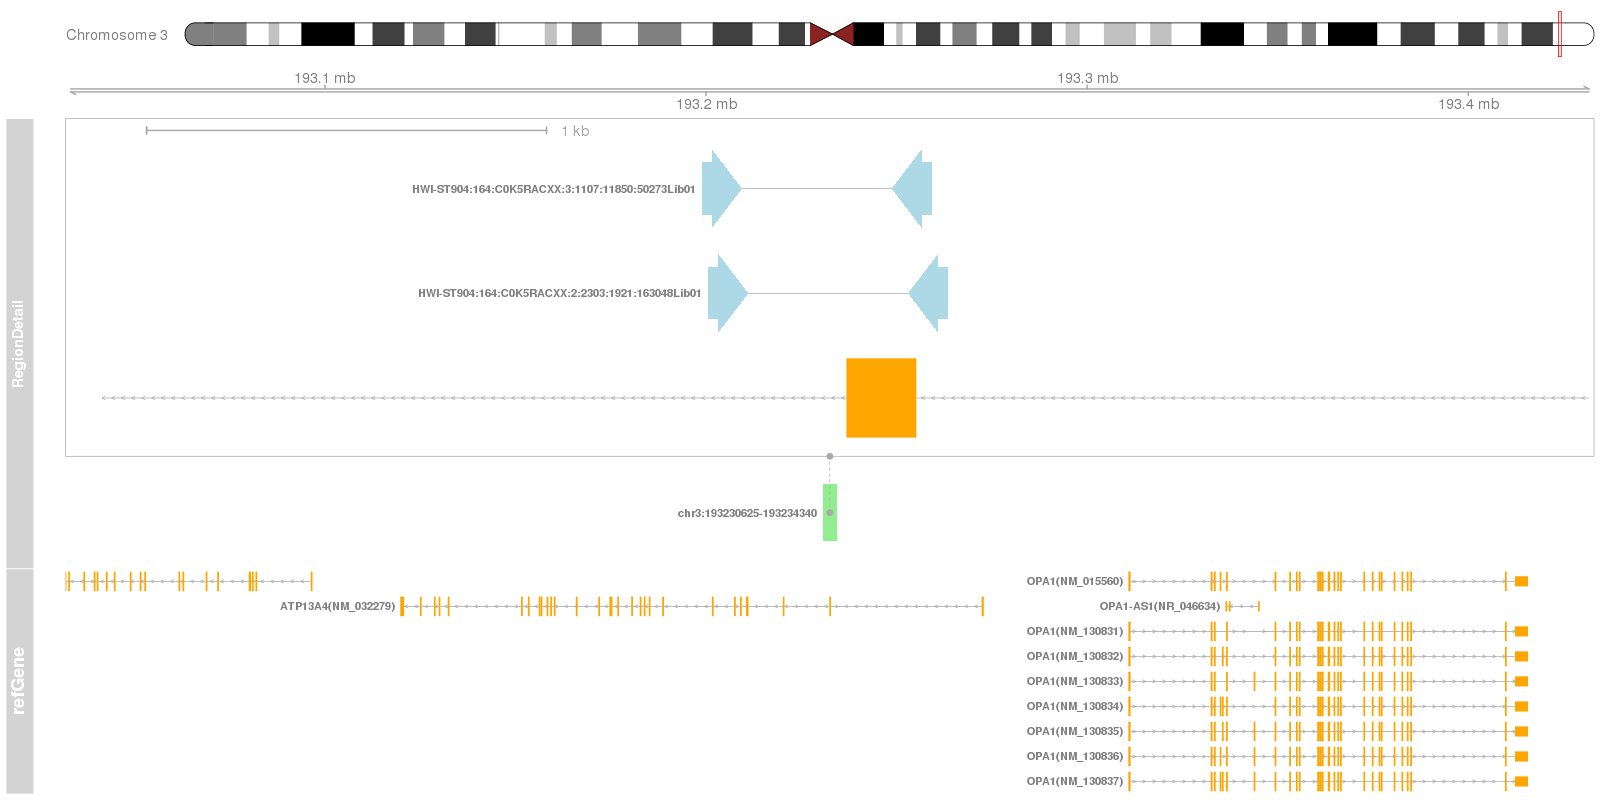 Chromosome 3
193.1 mb
193.3 mb
193.2 mb
193.4 mb
1 kb
HWI-ST904:164:C0K5RACXX:3:1107:11850:50273Lib01
HWI-ST904:164:C0K5RACXX:2:2303:1921:163048Lib01
RegionDetail
chr3:193230625-193234340
OPA1(NM_015560)
ATP13A4(NM_032279)
OPA1-AS1(NR_046634)
OPA1(NM_130831)
OPA1(NM_130832)
refGene
OPA1(NM_130833)
OPA1(NM_130834)
OPA1(NM_130835)
OPA1(NM_130836)
OPA1(NM_130837)